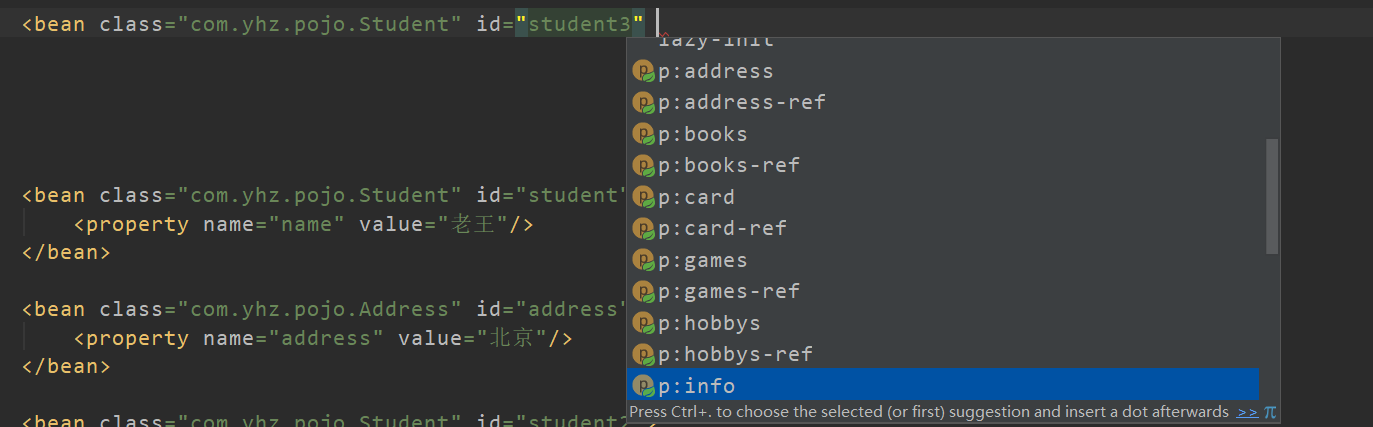 <bean class="com.yhz.pojo.Student" id="student3"
lazy-init
p:address
p:address-ref
p:books
p:books-ref
p:card
p:card-ref
p:games
p:games-ref
p:hobbys
p:hobbys-ref
p:info
Press Ctrl+. to choose the selected (or first) suggestion and insert a dot afterwards >> π
<bean class="com.yhz.pojo.Student" id="student"
<property name="name" value="老王"/>
</bean>
<bean class="com.yhz.pojo.Address" id="address"
<property name="address" value="北京"/>
</bean>
<bean class="com.yhz.pojo.Student" id="student2">